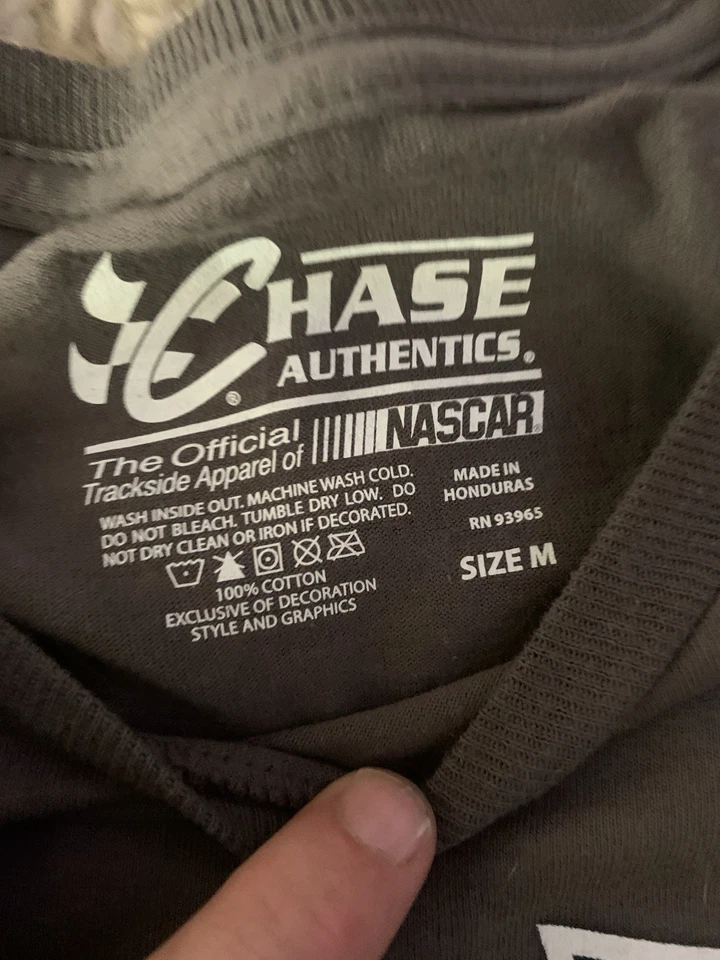 CHASE
AUTHENTICS®
The Official
Trackside Apparel of
NASCAR
WASH INSIDE OUT. MACHINE WASH COLD.
DO NOT BLEACH. TUMBLE DRY LOW. DO
NOT DRY CLEAN OR IRON IF DECORATED.
100% COTTON
EXCLUSIVE OF DECORATION
STYLE AND GRAPHICS
MADE IN
HONDURAS
RN 93965
SIZE M